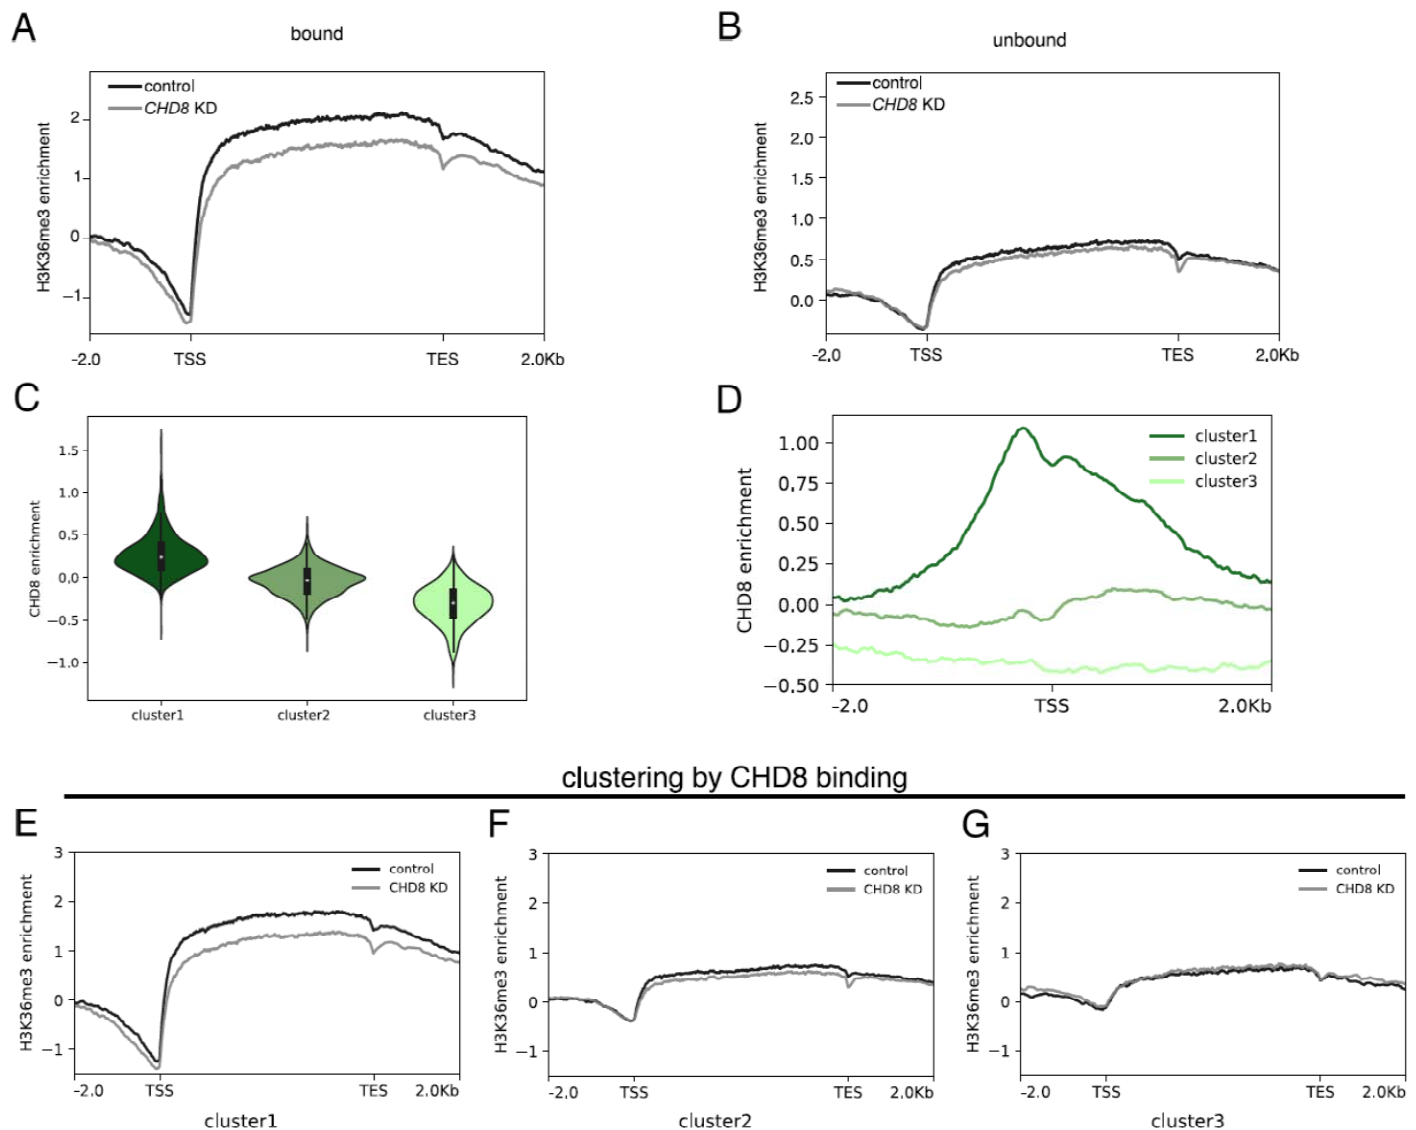 A
bound
control
CHD8 KD
H3K36me3 enrichment
2
1
0
−1
-2.0
TSS
TES
2.0Kb
B
unbound
control
CHD8 KD
H3K36me3 enrichment
2.5
2.0
1.5
1.0
0.5
0.0
-2.0
TSS
TES
2.0Kb
C
CHD8 enrichment
1.5
1.0
0.5
0.0
−0.5
−1.0
cluster1
cluster2
cluster3
D
CHD8 enrichment
1.00
0.75
0.50
0.25
0.00
−0.25
−0.50
cluster1
cluster2
cluster3
-2.0
TSS
2.0Kb
clustering by CHD8 binding
E
H3K36me3 enrichment
3
2
1
0
−1
control
CHD8 KD
-2.0
TSS
TES
2.0Kb
cluster1
F
H3K36me3 enrichment
3
2
1
0
−1
control
CHD8 KD
-2.0
TSS
TES
2.0Kb
cluster2
G
H3K36me3 enrichment
3
2
1
0
−1
control
CHD8 KD
-2.0
TSS
TES
2.0Kb
cluster3